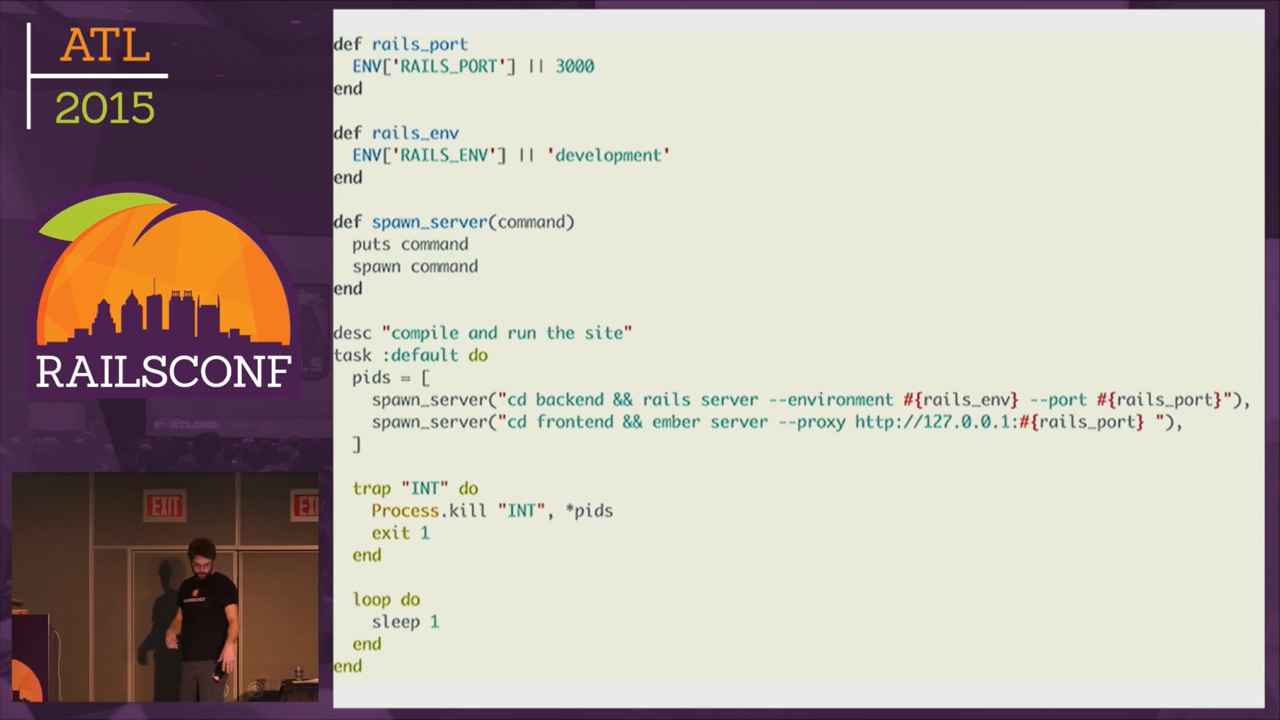 ATL
2015
RAILSCONF
def rails_port
  ENV['RAILS_PORT'] || 3000
end
def rails_env
  ENV['RAILS_ENV'] || 'development'
end
def spawn_server(command)
  puts command
  spawn command
end
desc "compile and run the site"
task :default do
  pids = [
    spawn_server("cd backend && rails server --environment #{rails_env} --port #{rails_port}"),
    spawn_server("cd frontend && ember server --proxy http://127.0.0.1:#{rails_port} "),
  ]
  trap "INT" do
    Process.kill "INT", *pids
    exit 1
  end
  loop do
    sleep 1
  end
end
PORTLAND
EXIT
EXI